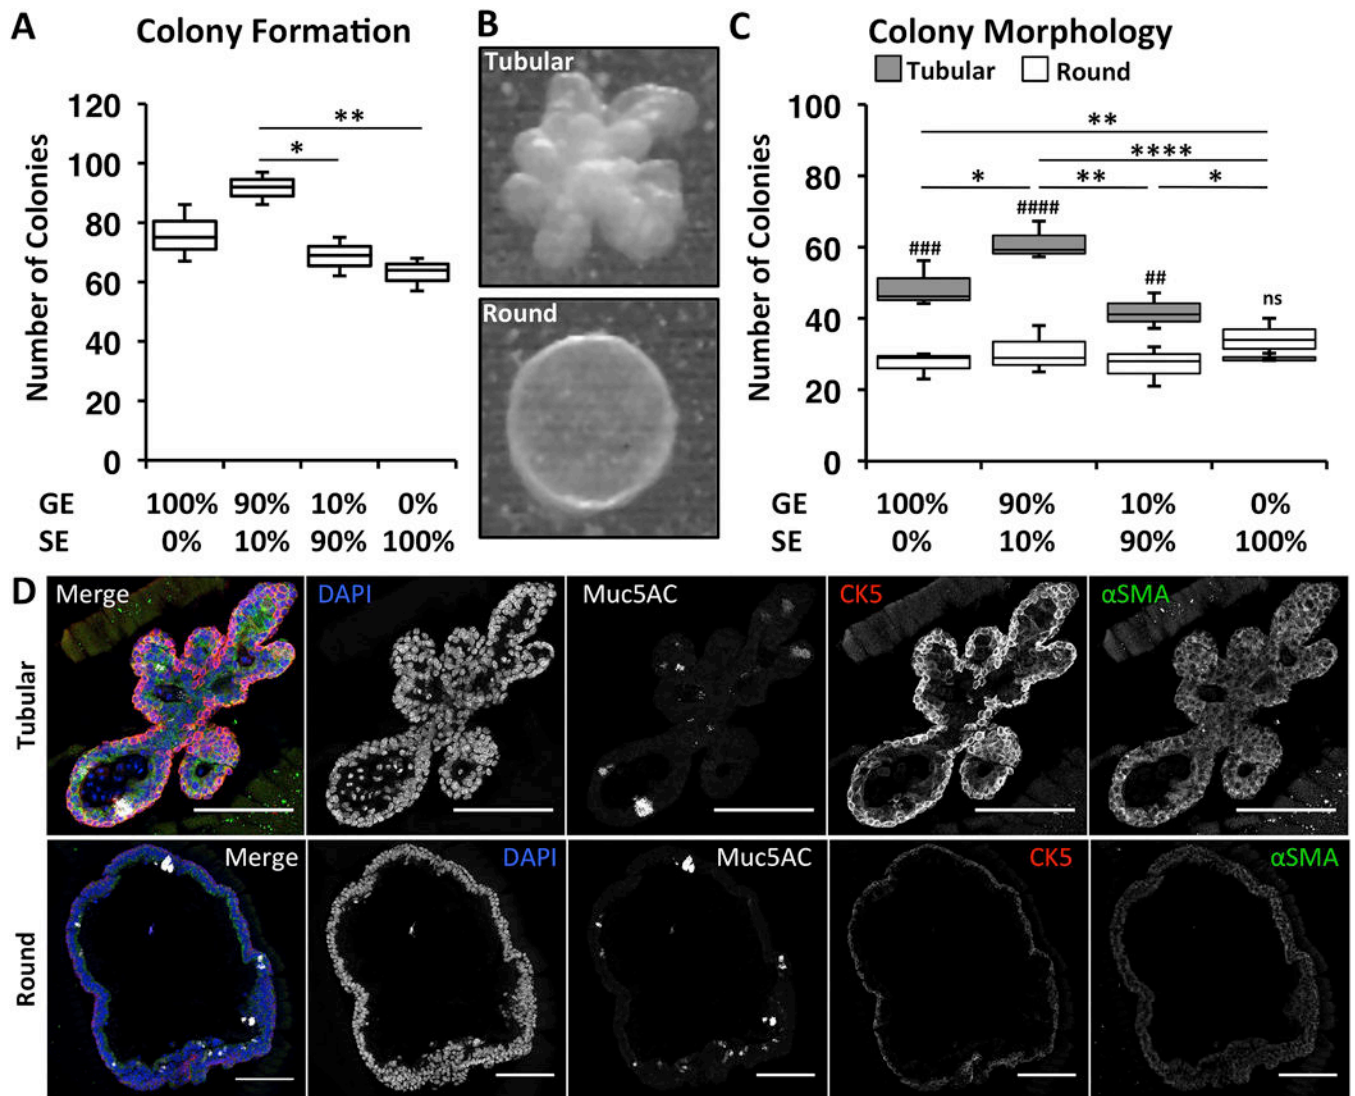 A Colony Formation
Number of Colonies
120
100
80
60
40
20
0
**
*
GE 100% 90% 10% 0%
SE 0% 10% 90% 100%
B
Tubular
Round
C Colony Morphology
Tubular Round
Number of Colonies
100
80
60
40
20
0
**
****
* ** *
###
####
##
ns
GE 100% 90% 10% 0%
SE 0% 10% 90% 100%
D
Tubular
Merge DAPI Muc5AC CK5 αSMA
Round
Merge DAPI Muc5AC CK5 αSMA